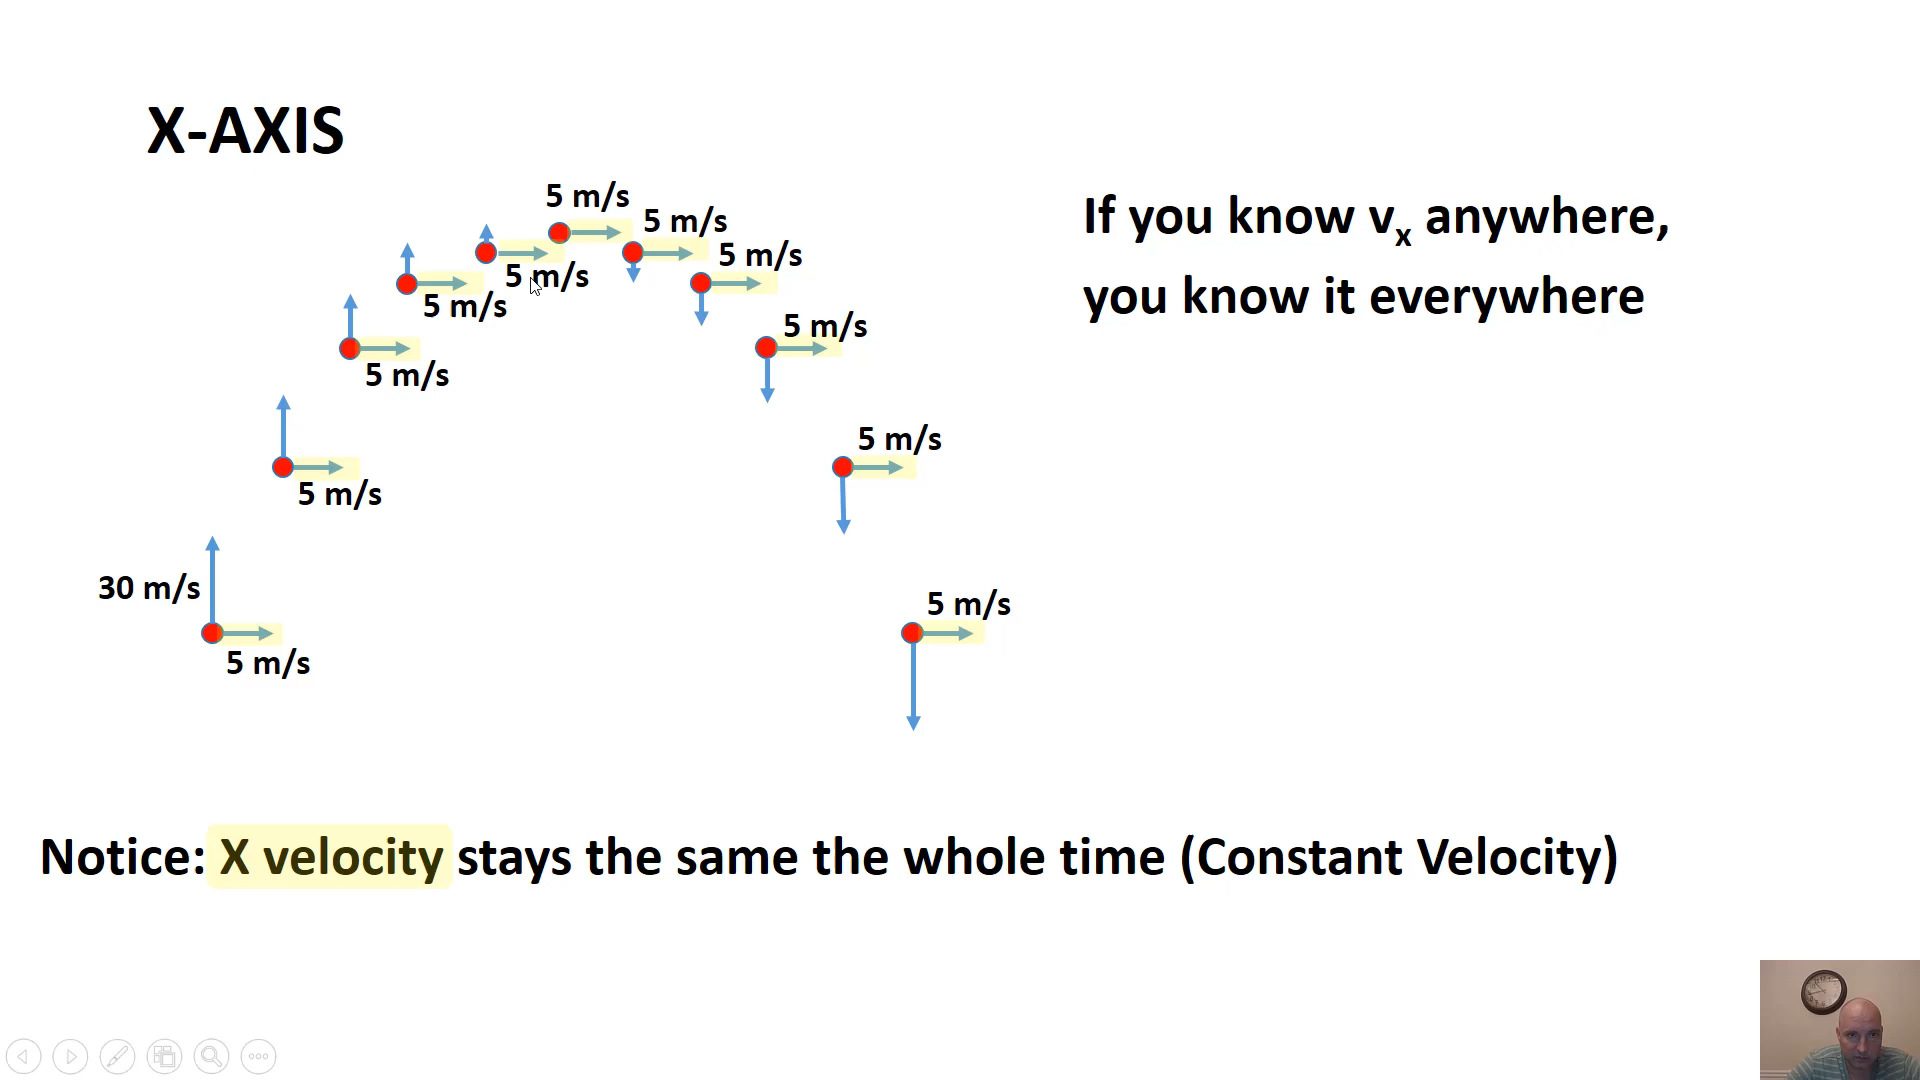 X-AXIS
5 m/s
5 m/s
5 m/s
5 m/s
5 m/s
5 m/s
5 m/s
5 m/s
5 m/s
30 m/s
5 m/s
5 m/s
If you know vx anywhere,
you know it everywhere
Notice: X velocity stays the same the whole time (Constant Velocity)